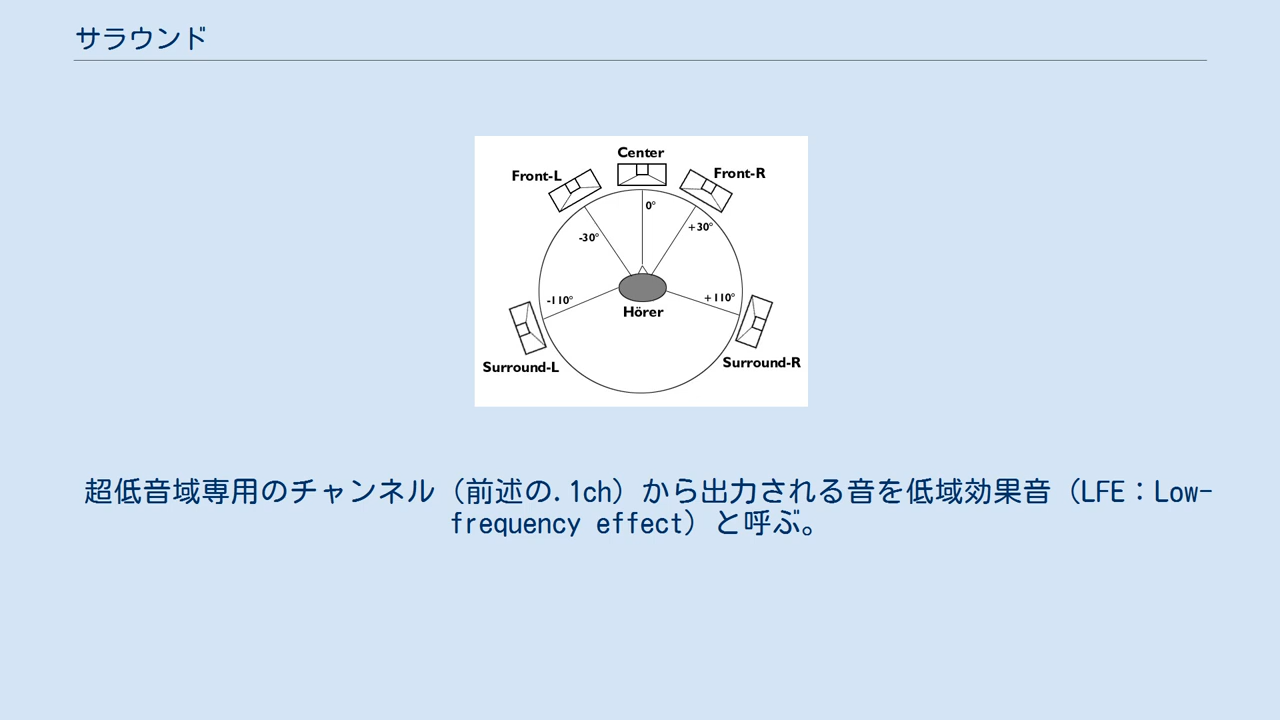 サラウンド
Center
Front-L
Front-R
0°
-30°
+30°
-110°
+110°
Hörer
Surround-L
Surround-R
超低音域専用のチャンネル（前述の.1ch）から出力される音を低域効果音（LFE：Low-
frequency effect）と呼ぶ。